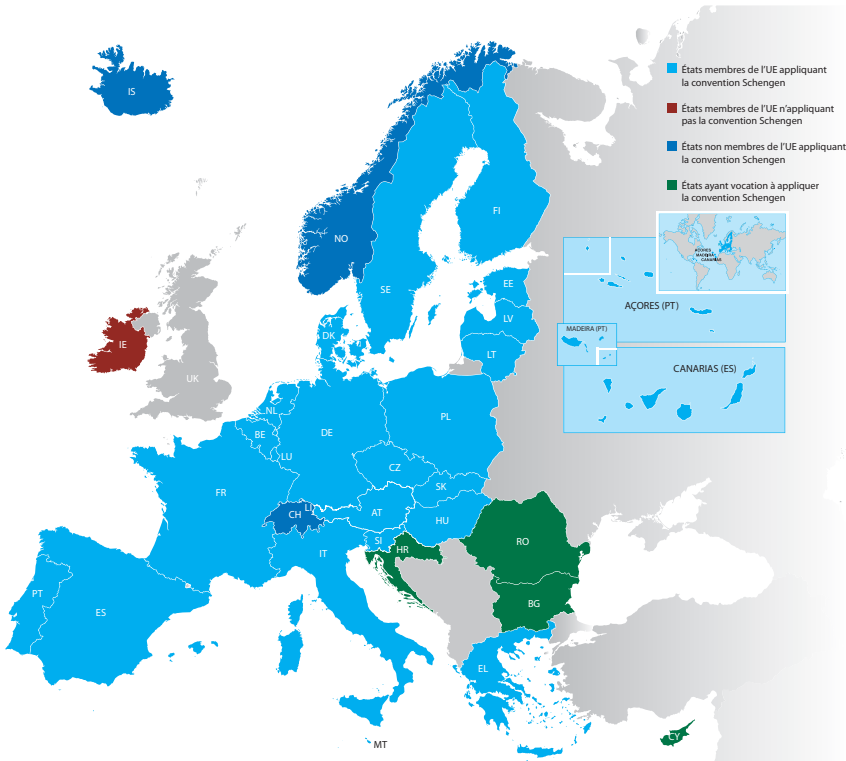 IS
États membres de l'UE appliquant
la convention Schengen
États membres de l'UE n'appliquant
pas la convention Schengen
États non membres de l'UE appliquant
la convention Schengen
États ayant vocation à appliquer
la convention Schengen
FI
NO
SE
AÇORES
MADEIRA
CANARIAS
EE
AÇORES (PT)
LV
MADEIRA (PT)
DK
IE
LT
CANARIAS (ES)
UK
NL
PL
DE
BE
LU
CZ
SK
FR
LI
CH
AT
HU
SI
HR
RO
IT
PT
BG
ES
EL
CY
MT